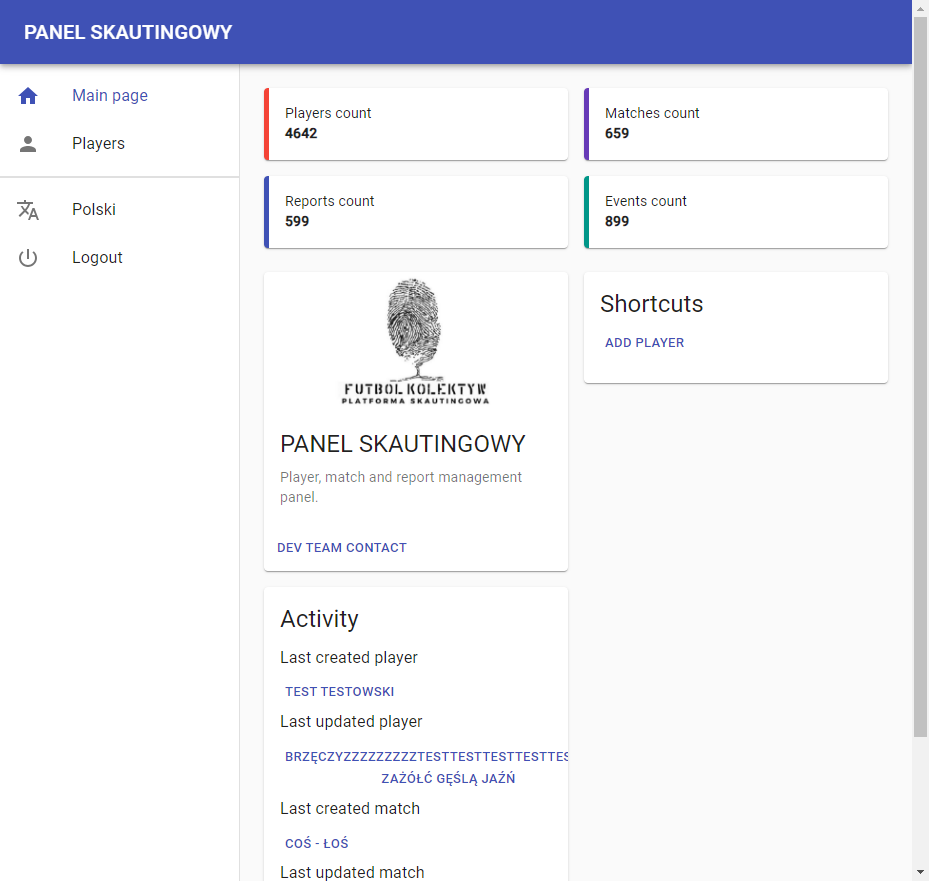 PANEL SKAUTINGOWY
Main page
Players
Polski
Logout
Players count
4642
Matches count
659
Reports count
599
Events count
899
FUTBOL KOLEKTYW
PLATFORMA SKAUTINGOWA
PANEL SKAUTINGOWY
Player, match and report management
panel.
DEV TEAM CONTACT
Shortcuts
ADD PLAYER
Activity
Last created player
TEST TESTOWSKI
Last updated player
BRZĘCZYZZZZZZZZZTESTTESTTESTTESTTES
ZAŻÓŁĆ GĘŚLĄ JAŹŃ
Last created match
COŚ - ŁOŚ
Last updated match